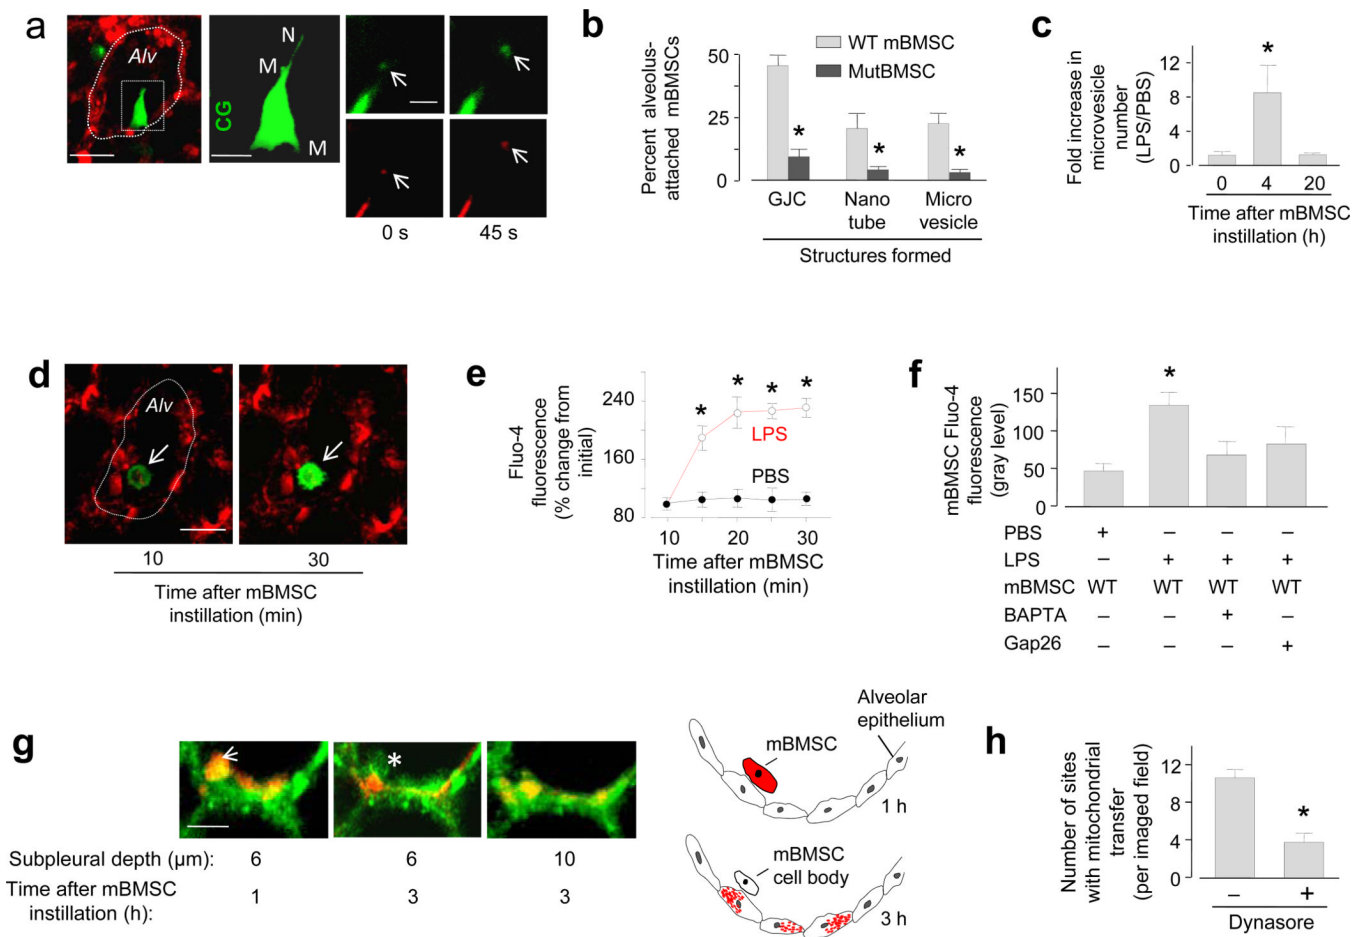 a
Alv
CG
N
M
M
0 s
45 s
b
Percent alveolus-
attached mBMSCs
50
25
0
WT mBMSC
MutBMSC
*
*
*
GJC
Nano
tube
Micro
vesicle
Structures formed
c
Fold increase in
microvesicle
number
(LPS/PBS)
12
8
4
0
*
0
4
20
Time after mBMSC
instillation (h)
d
Alv
10
30
Time after mBMSC
instillation (min)
e
Fluo-4
fluorescence
(% change from
initial)
240
160
80
* * * *
LPS
PBS
10
20
30
Time after mBMSC
instillation (min)
f
mBMSC Fluo-4
fluorescence
(gray level)
150
100
50
0
*
PBS + – – –
LPS – + + +
mBMSC WT WT WT WT
BAPTA – – + –
Gap26 – – – +
g
*
Subpleural depth (µm): 6 6 10
Time after mBMSC
instillation (h): 1 3 3
Alveolar
epithelium
mBMSC
1 h
mBMSC
cell body
3 h
h
Number of sites
with mitochondrial
transfer
(per imaged field)
12
8
4
0
*
– +
Dynasore